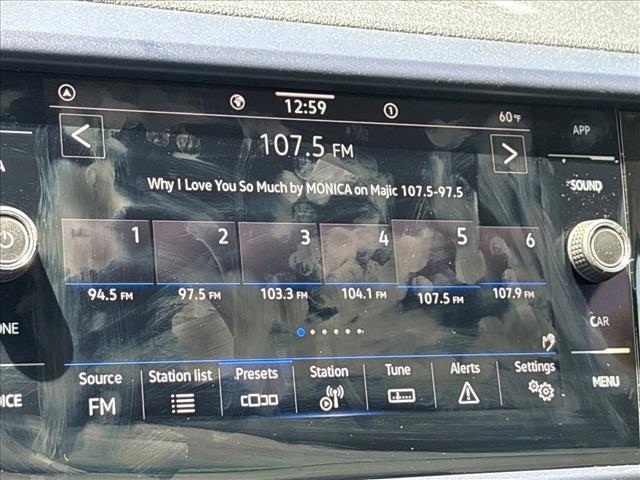 12:59
1
60°F
APP
107.5 FM
SOUND
Why I Love You So Much by MONICA on Majic 107.5-97.5
1 2 3 4 5 6
94.5 FM 97.5 FM 103.3 FM 104.1 FM 107.5 FM 107.9 FM
CAR
Source Station list Presets Station Tune Alerts Settings
FM
MENU